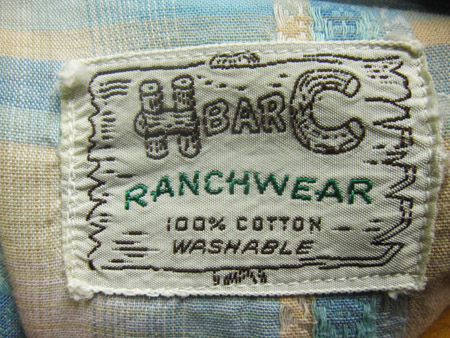 H BAR C
RANCHWEAR
100% COTTON
WASHABLE